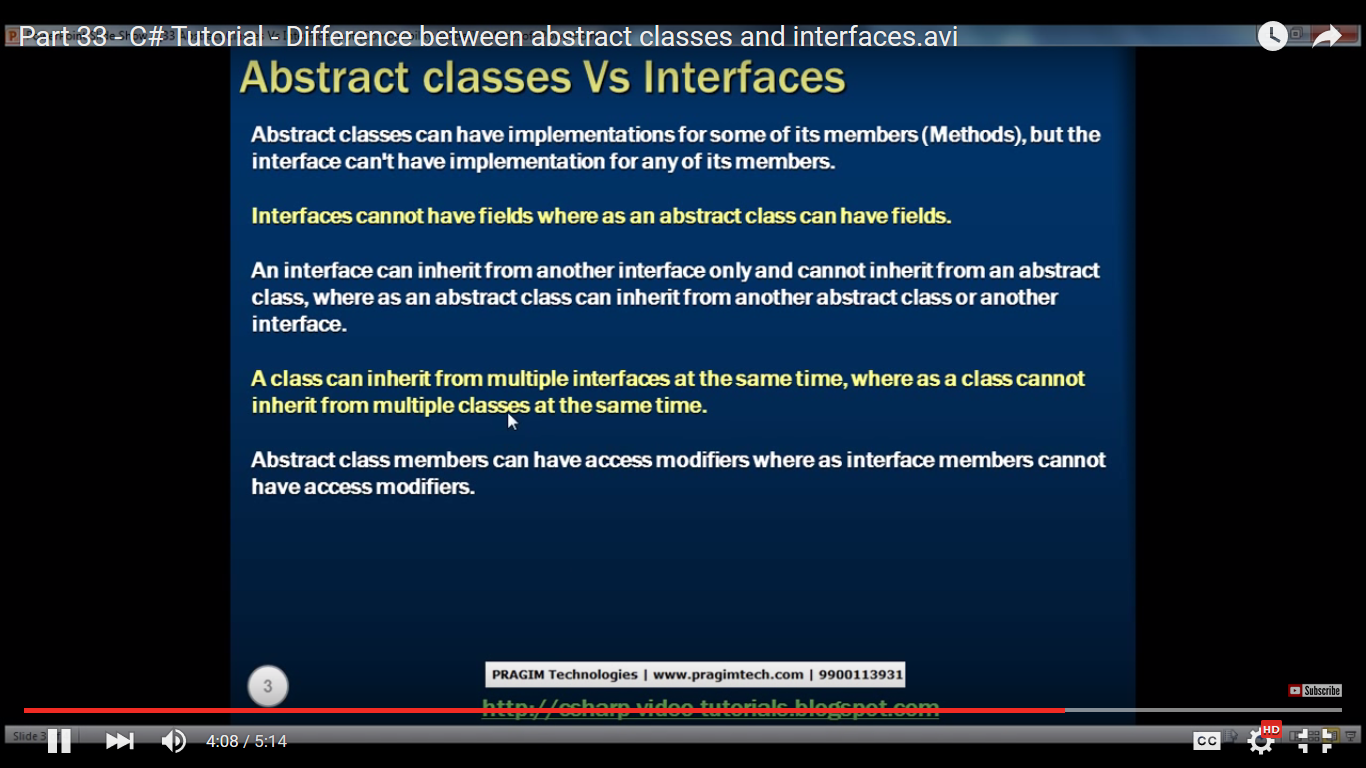 Part 33 - C# Tutorial - Difference between abstract classes and interfaces.avi
Abstract classes Vs Interfaces
Abstract classes can have implementations for some of its members (Methods), but the
interface can't have implementation for any of its members.
Interfaces cannot have fields where as an abstract class can have fields.
An interface can inherit from another interface only and cannot inherit from an abstract
class, where as an abstract class can inherit from another abstract class or another
interface.
A class can inherit from multiple interfaces at the same time, where as a class cannot
inherit from multiple classes at the same time.
Abstract class members can have access modifiers where as interface members cannot
have access modifiers.
3
PRAGIM Technologies | www.pragimtech.com | 9900113931
Subscribe
http://csharp-video-tutorials.blogspot.com
Slide 3
4:08 / 5:14
CC
HD